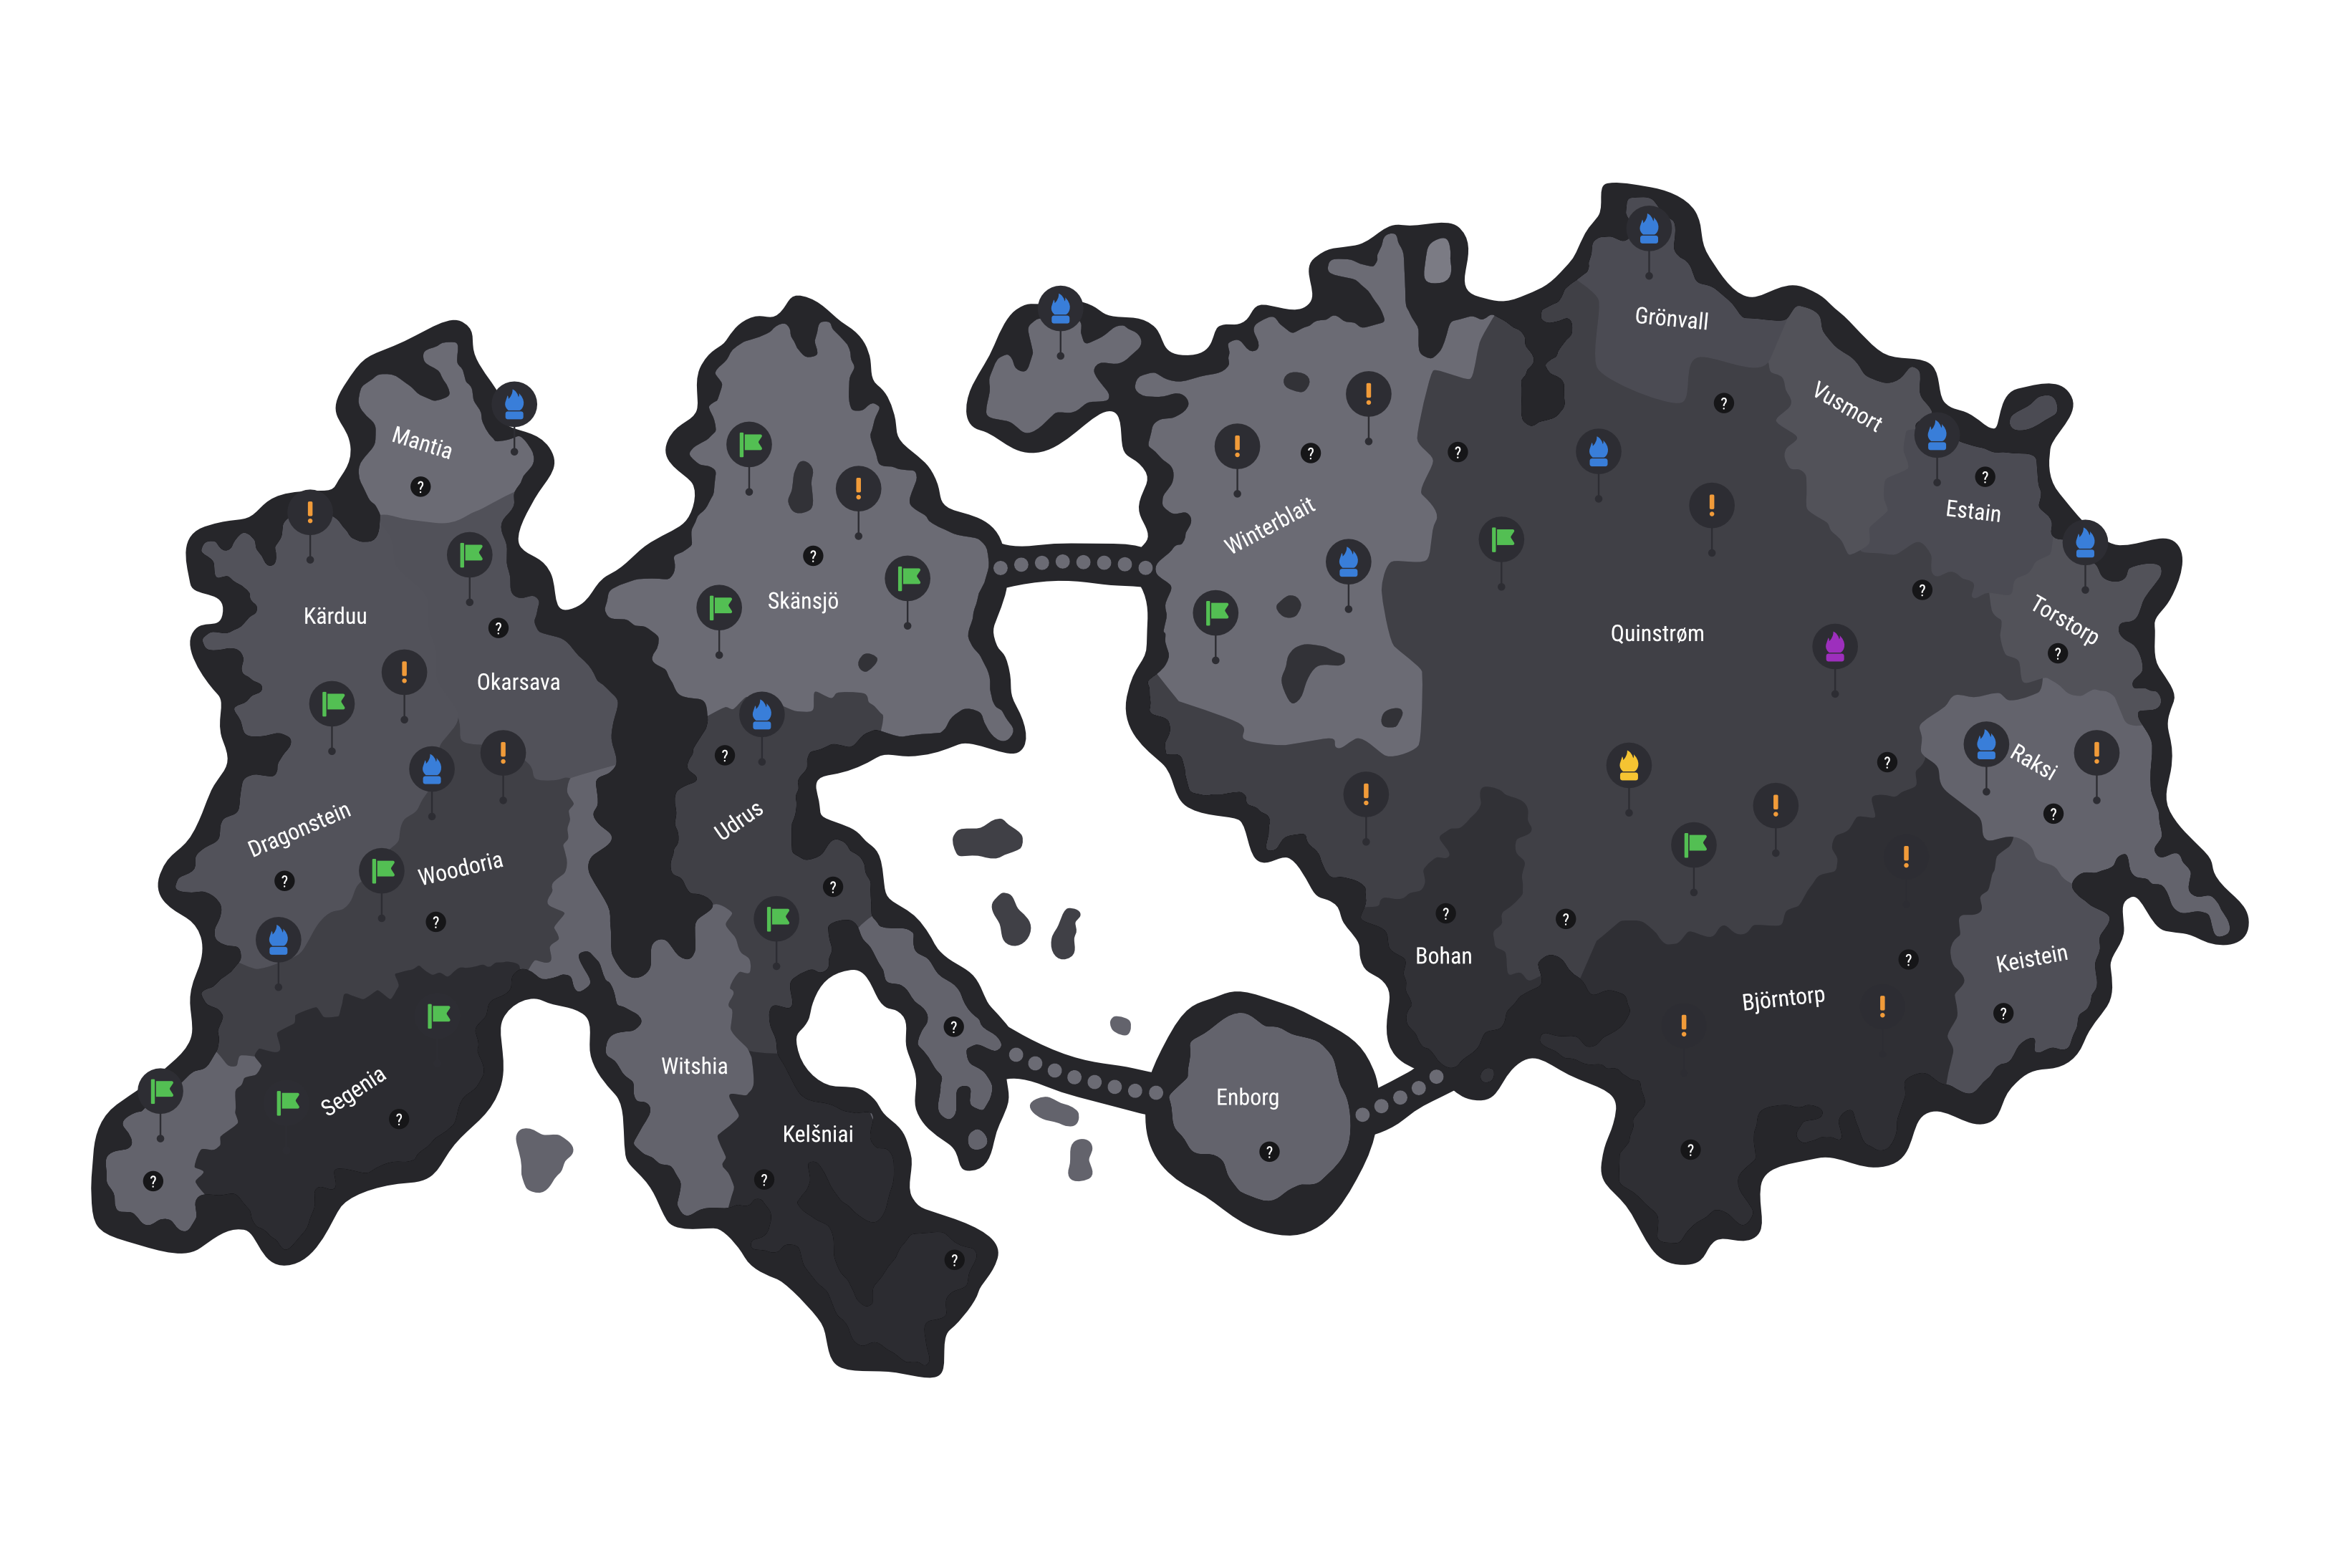 Grönvall
Vusmort
Mantia
Estain
Winterblait
Skänsjö
Kärduu
Torstorp
Quinstrøm
Okarsava
Raksi
Dragonstein
Udrus
Woodoria
Bohan
Keistein
Björntorp
Witshia
Segenia
Enborg
Kelšniai